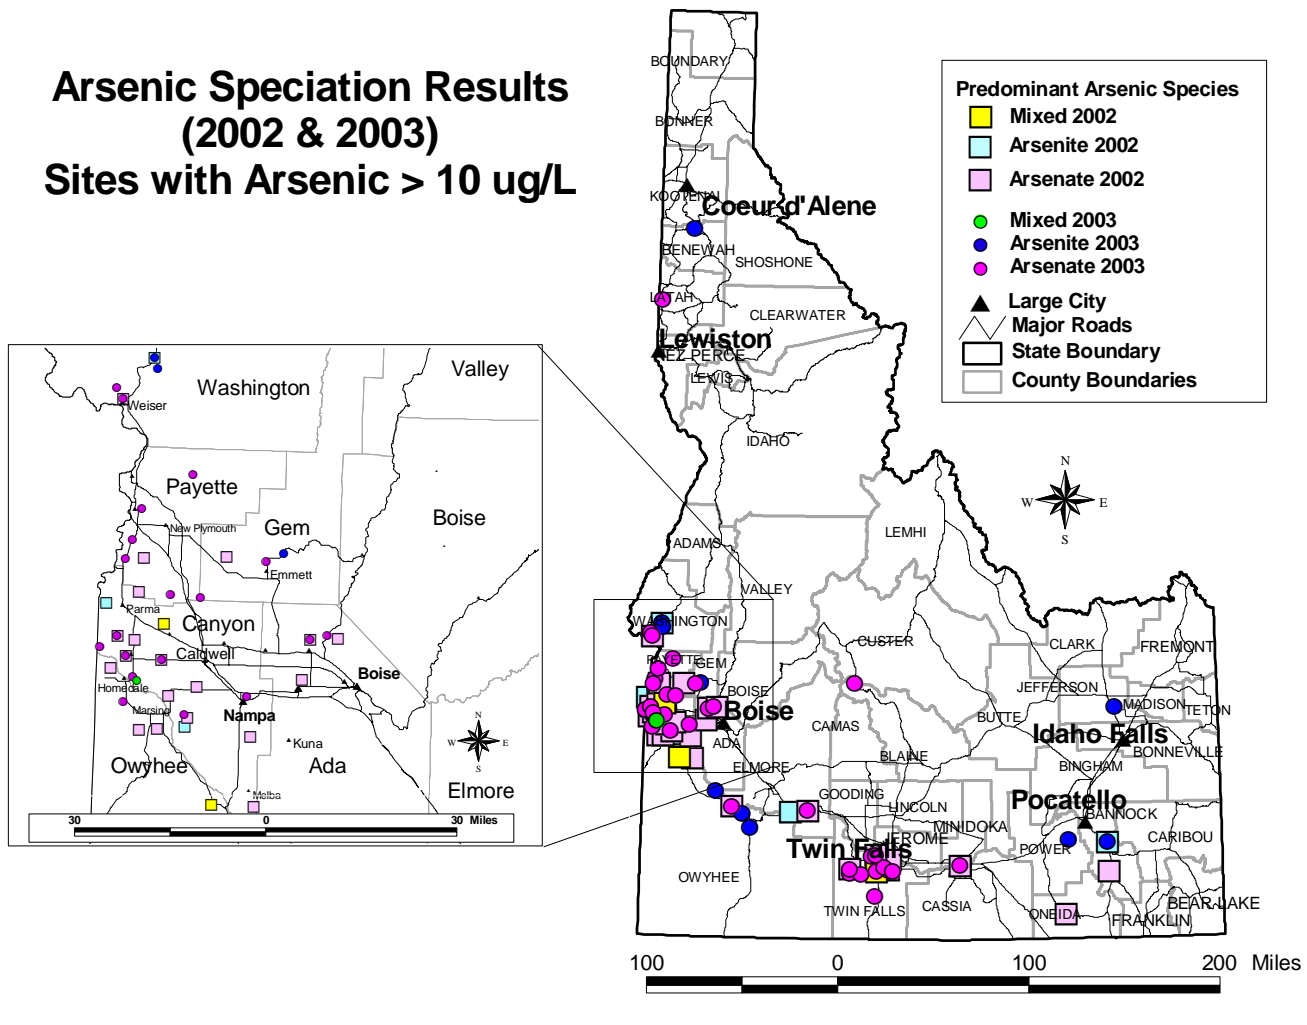 Arsenic Speciation Results
(2002 & 2003)
Sites with Arsenic > 10 ug/L
Predominant Arsenic Species
Mixed 2002
Arsenite 2002
Arsenate 2002
Mixed 2003
Arsenite 2003
Arsenate 2003
Large City
Major Roads
State Boundary
County Boundaries
BOUNDARY
BONNER
KOOTENAI
Coeur d'Alene
BENEWAH
SHOSHONE
LATAH
CLEARWATER
Lewiston
NEZ PERCE
LEWIS
IDAHO
N
W
E
S
LEMHI
ADAMS
VALLEY
WASHINGTON
CUSTER
CLARK
FREMONT
PAYETTE
GEM
BOISE
JEFFERSON
MADISON
TETON
BUTTE
Boise
CAMAS
Idaho Falls
ADA
BLAINE
BONNEVILLE
ELMORE
BINGHAM
GOODING
LINCOLN
Pocatello
BANNOCK
MINIDOKA
JEROME
Twin Falls
POWER
CARIBOU
OWYHEE
CASSIA
TWIN FALLS
ONEIDA
BEAR LAKE
FRANKLIN
100 0 100 200 Miles
Valley
Washington
Weiser
Payette
New Plymouth
Gem
Boise
Emmett
Parma
Canyon
Caldwell
Boise
Homedale
Marsing
Nampa
N
W
E
S
Kuna
Owyhee
Ada
Melba
Elmore
30 0 30 Miles